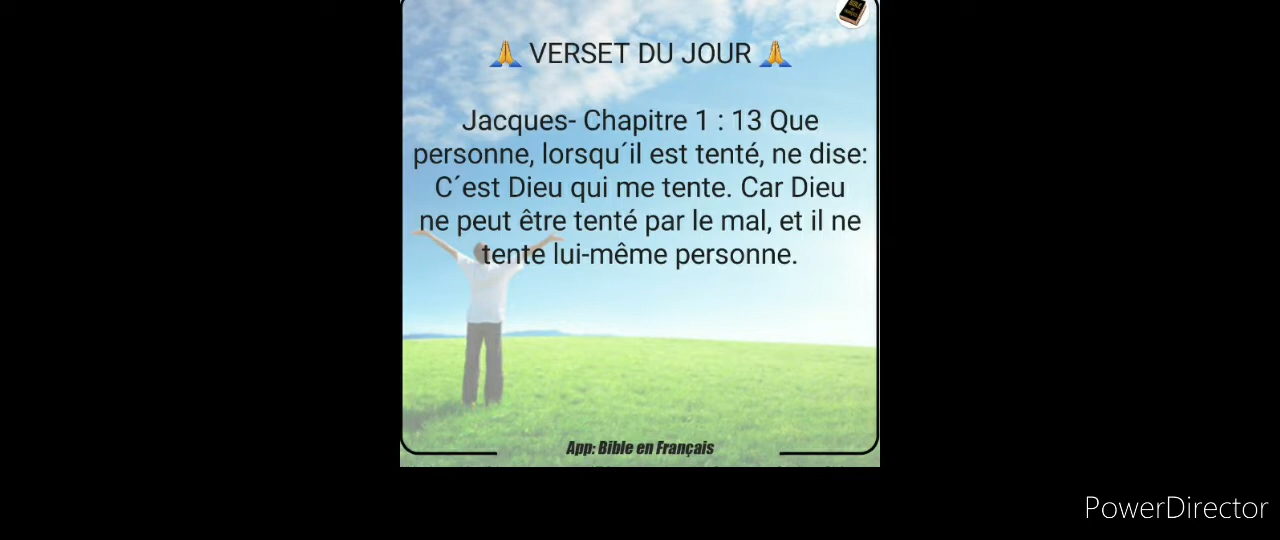 🙏 VERSET DU JOUR 🙏
Jacques- Chapitre 1 : 13 Que
personne, lorsqu´il est tenté, ne dise:
C´est Dieu qui me tente. Car Dieu
ne peut être tenté par le mal, et il ne
tente lui-même personne.
App: Bible en Français
PowerDirector